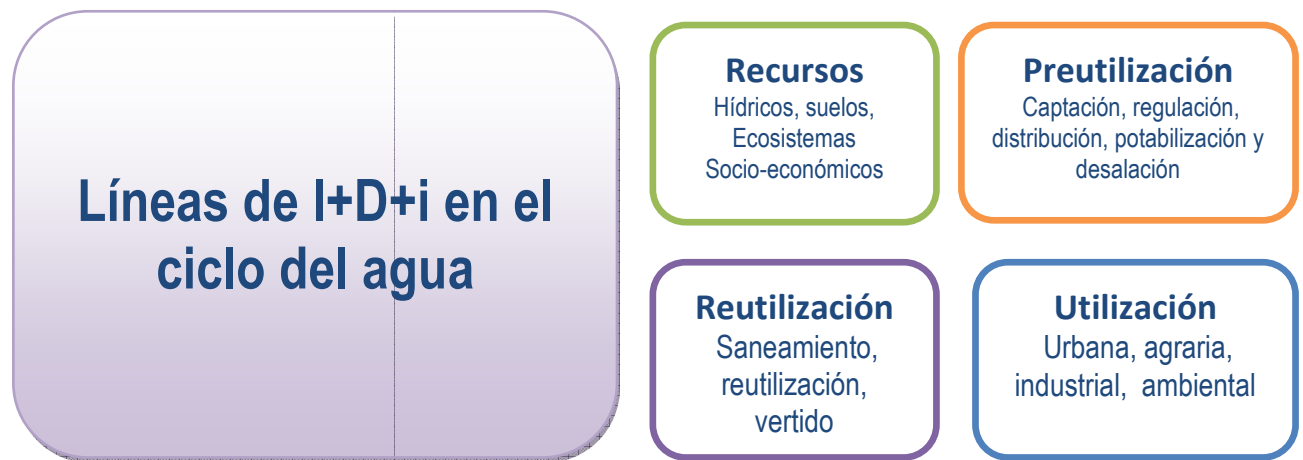 Líneas de I+D+i en el
ciclo del agua
Recursos
Hídricos, suelos,
Ecosistemas
Socio-económicos
Preutilización
Captación, regulación,
distribución, potabilización y
desalación
Reutilización
Saneamiento,
reutilización,
vertido
Utilización
Urbana, agraria,
industrial, ambiental